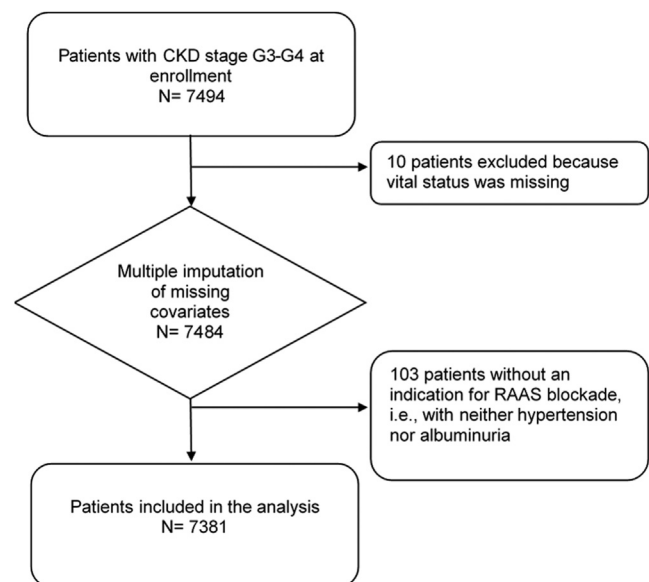 Patients with CKD stage G3-G4 at
enrollment
N= 7494
10 patients excluded because
vital status was missing
Multiple imputation
of missing
covariates
N= 7484
103 patients without an
indication for RAAS blockade,
i.e., with neither hypertension
nor albuminuria
Patients included in the analysis
N= 7381